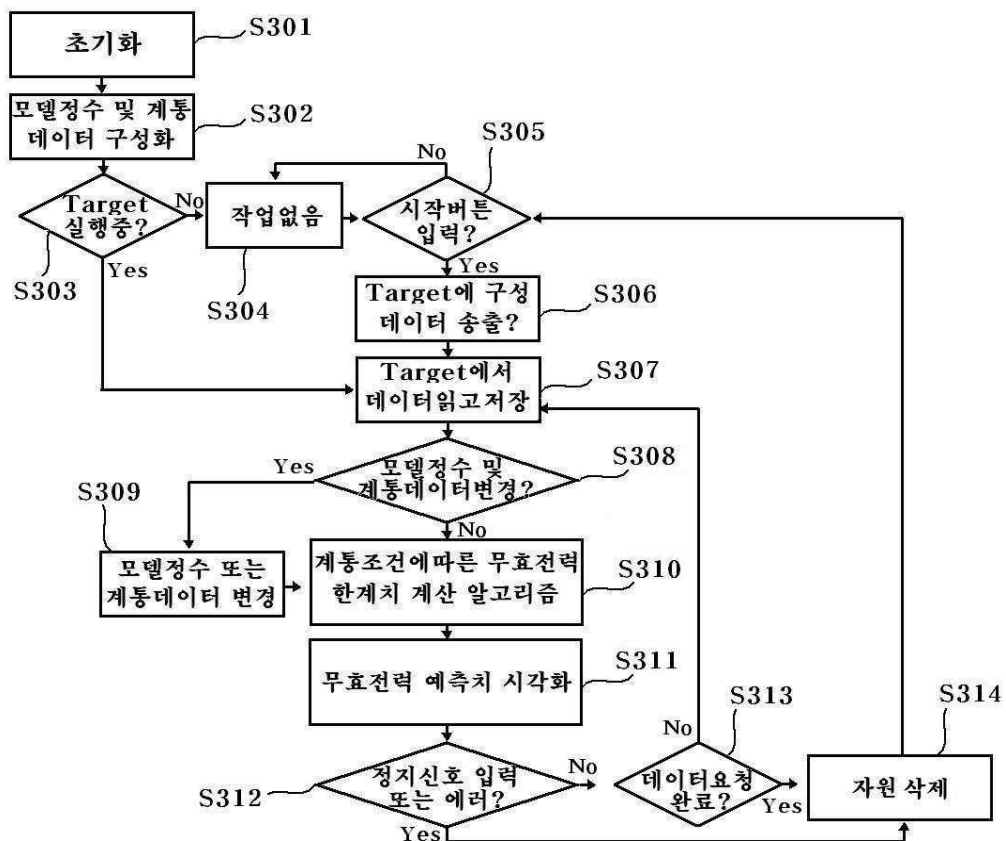 초기화
S301
모델정수 및 계통
데이터 구성화
S302
Target
실행중?
No
Yes
S303
작업없음
S304
No
S305
시작버튼
입력?
Yes
Target에 구성
데이터 송출?
S306
Target에서
데이터읽고저장
S307
모델정수 및
계통데이터변경?
S308
Yes
No
S309
모델정수 또는
계통데이터 변경
계통조건에따른 무효전력
한계치 계산 알고리즘
S310
무효전력 예측치 시각화
S311
정지신호 입력
또는 에러?
S312
No
Yes
No
S313
데이터요청
완료?
Yes
S314
자원 삭제